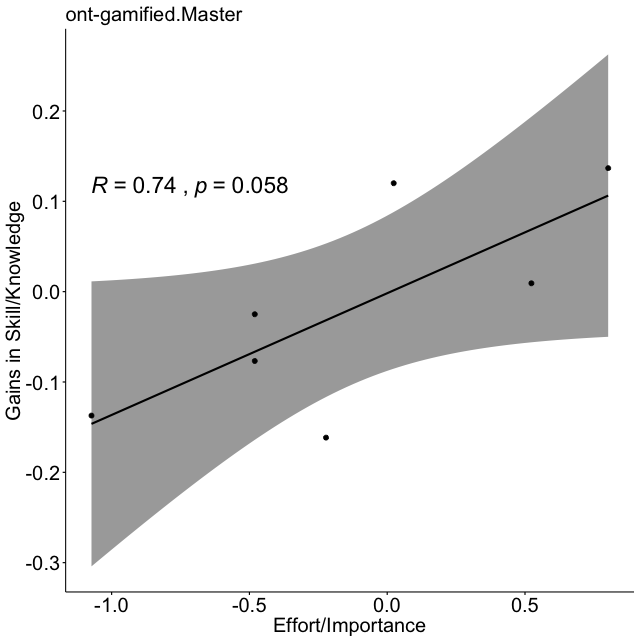 ont-gamified.Master
R = 0.74 , p = 0.058
Gains in Skill/Knowledge
0.2
0.1
0.0
-0.1
-0.2
-0.3
-1.0
-0.5
0.0
0.5
Effort/Importance